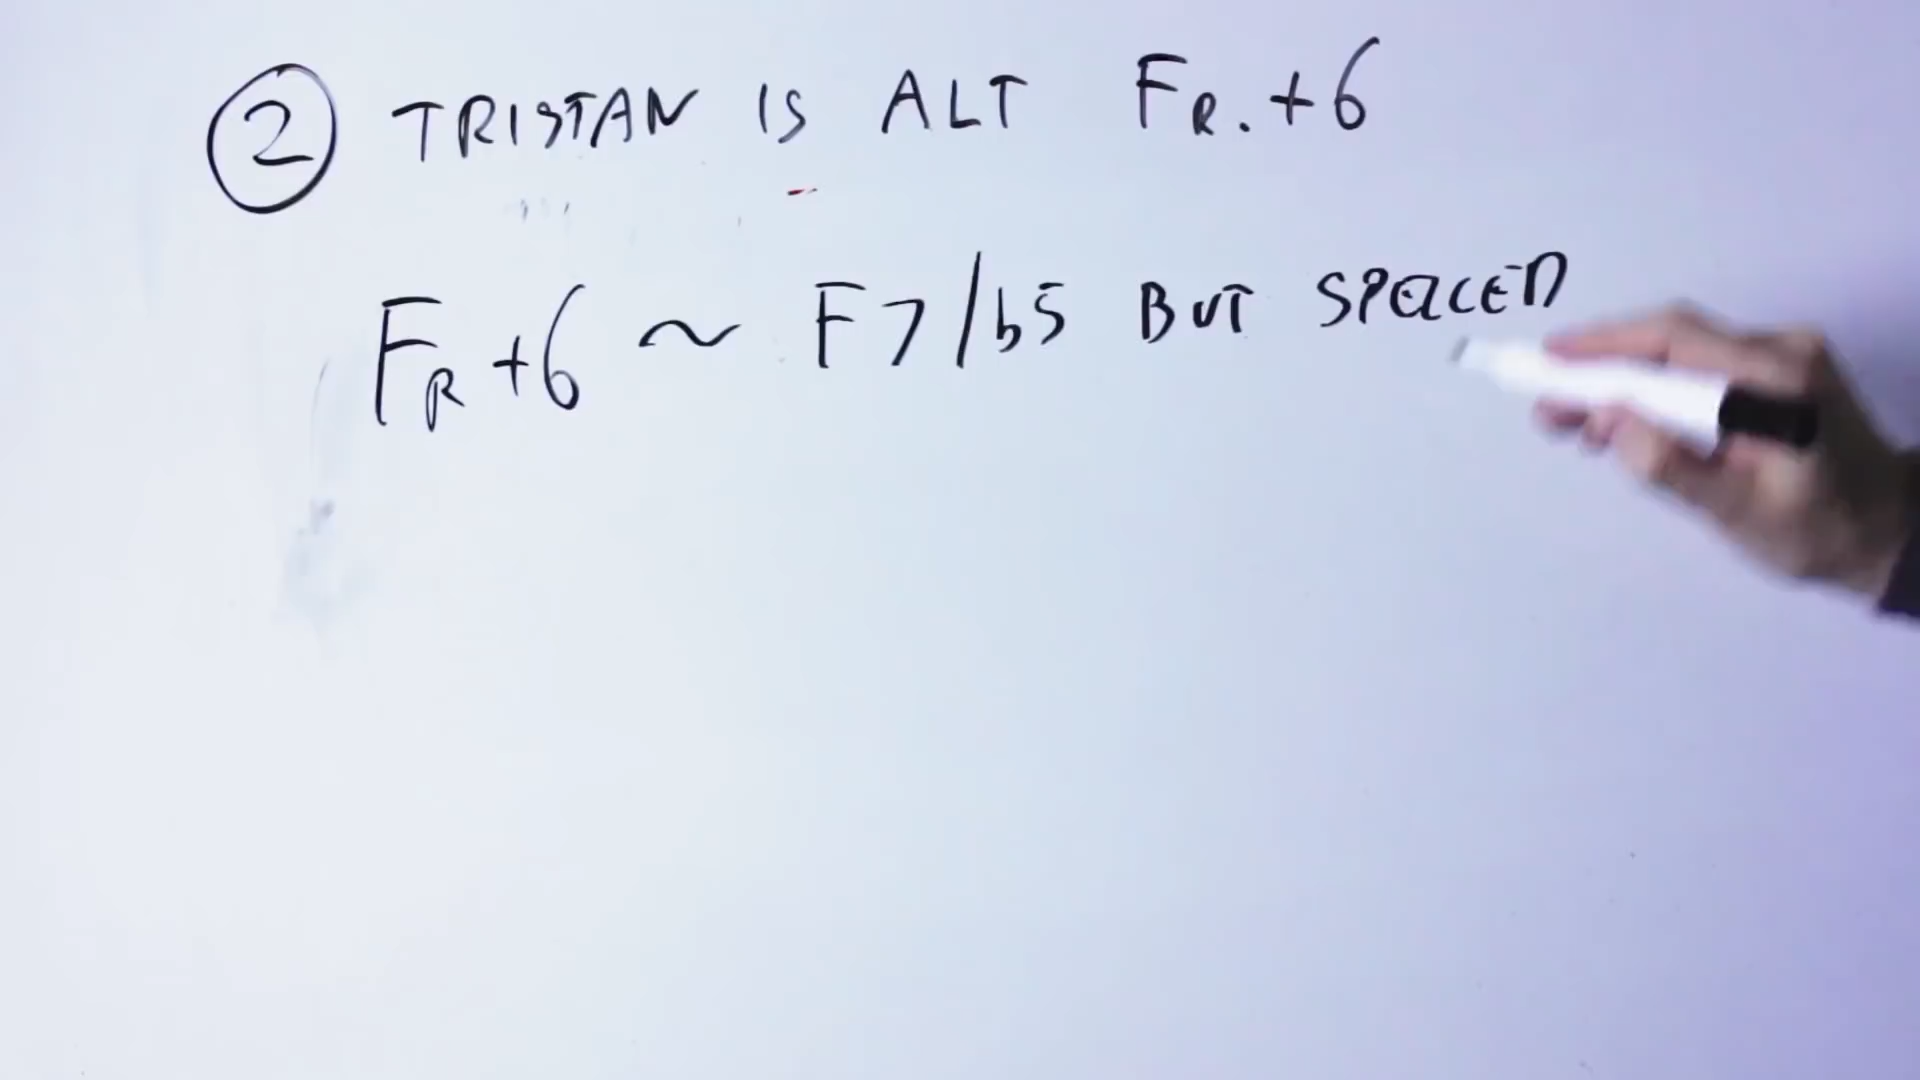 ② TRISTAN IS ALT FR. +6
FR +6 ~ F7/b5 BUT SPACED